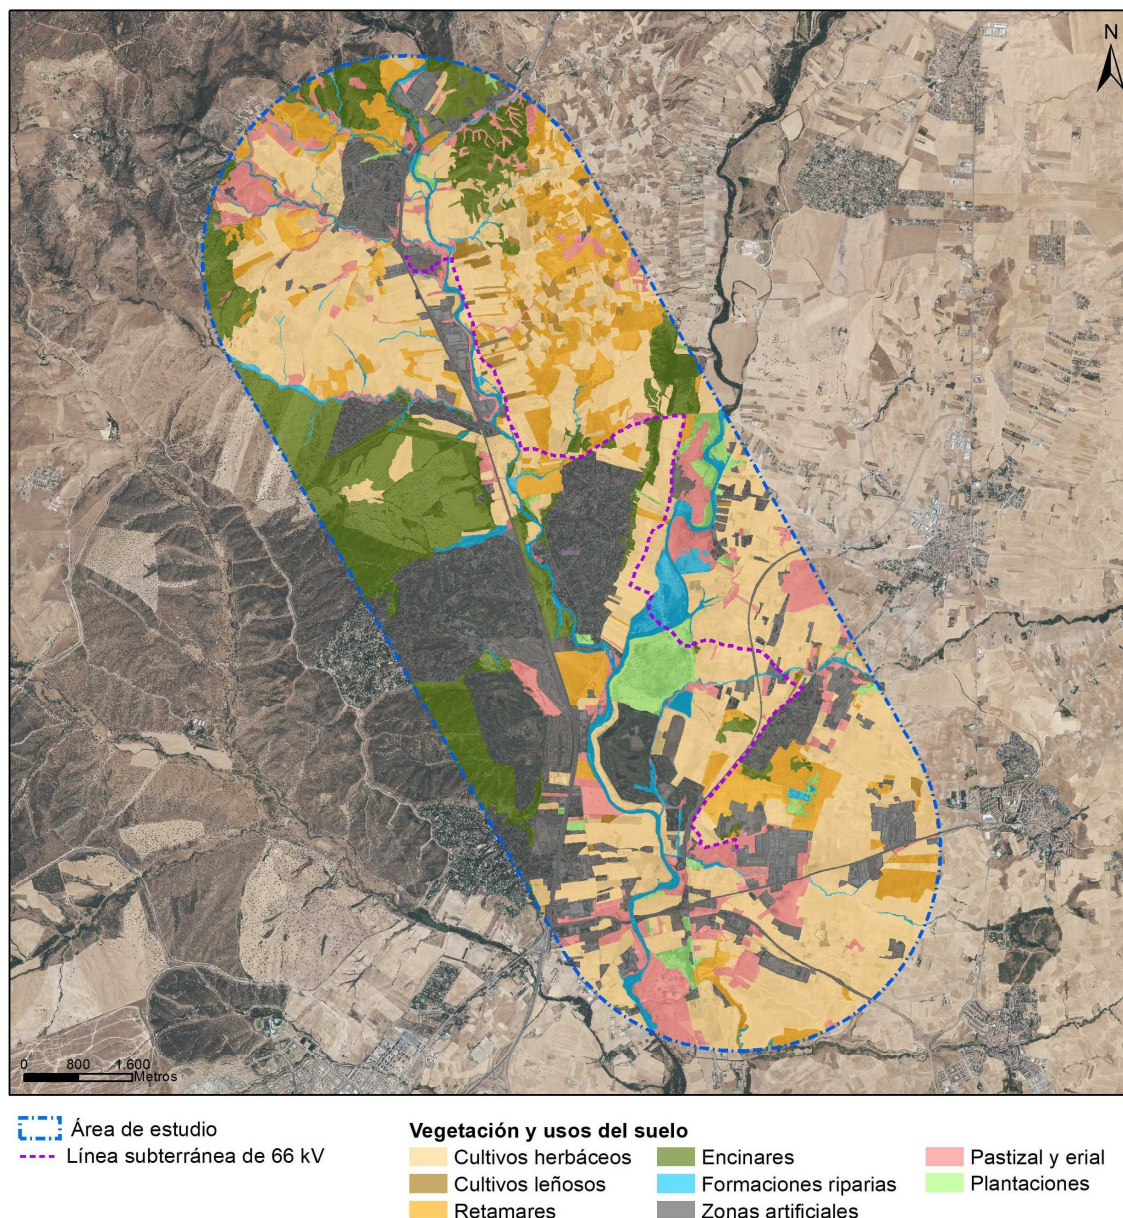 N
0 800 1.600
Metros
Área de estudio
Línea subterránea de 66 kV
Vegetación y usos del suelo
Cultivos herbáceos
Cultivos leñosos
Retamares
Encinares
Formaciones riparias
Zonas artificiales
Pastizal y erial
Plantaciones